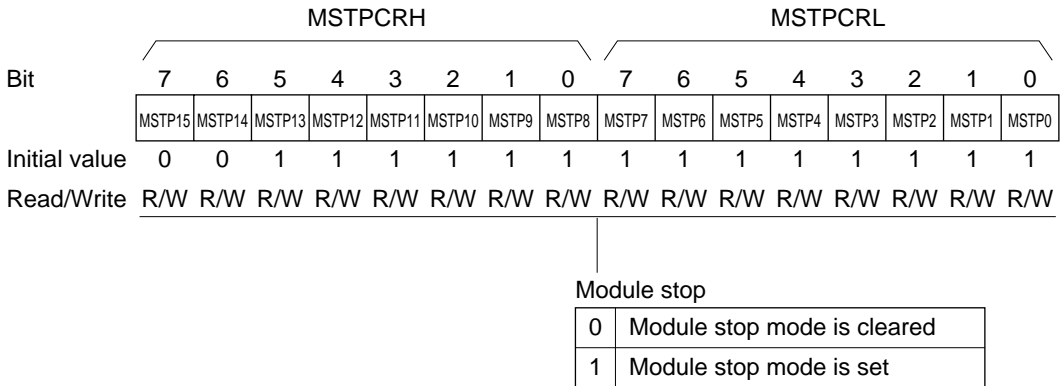 MSTPCRH MSTPCRL
Bit 7 6 5 4 3 2 1 0 7 6 5 4 3 2 1 0
MSTP15 MSTP14 MSTP13 MSTP12 MSTP11 MSTP10 MSTP9 MSTP8 MSTP7 MSTP6 MSTP5 MSTP4 MSTP3 MSTP2 MSTP1 MSTP0
Initial value 0 0 1 1 1 1 1 1 1 1 1 1 1 1 1 1
Read/Write R/W R/W R/W R/W R/W R/W R/W R/W R/W R/W R/W R/W R/W R/W R/W R/W
Module stop
0 Module stop mode is cleared
1 Module stop mode is set